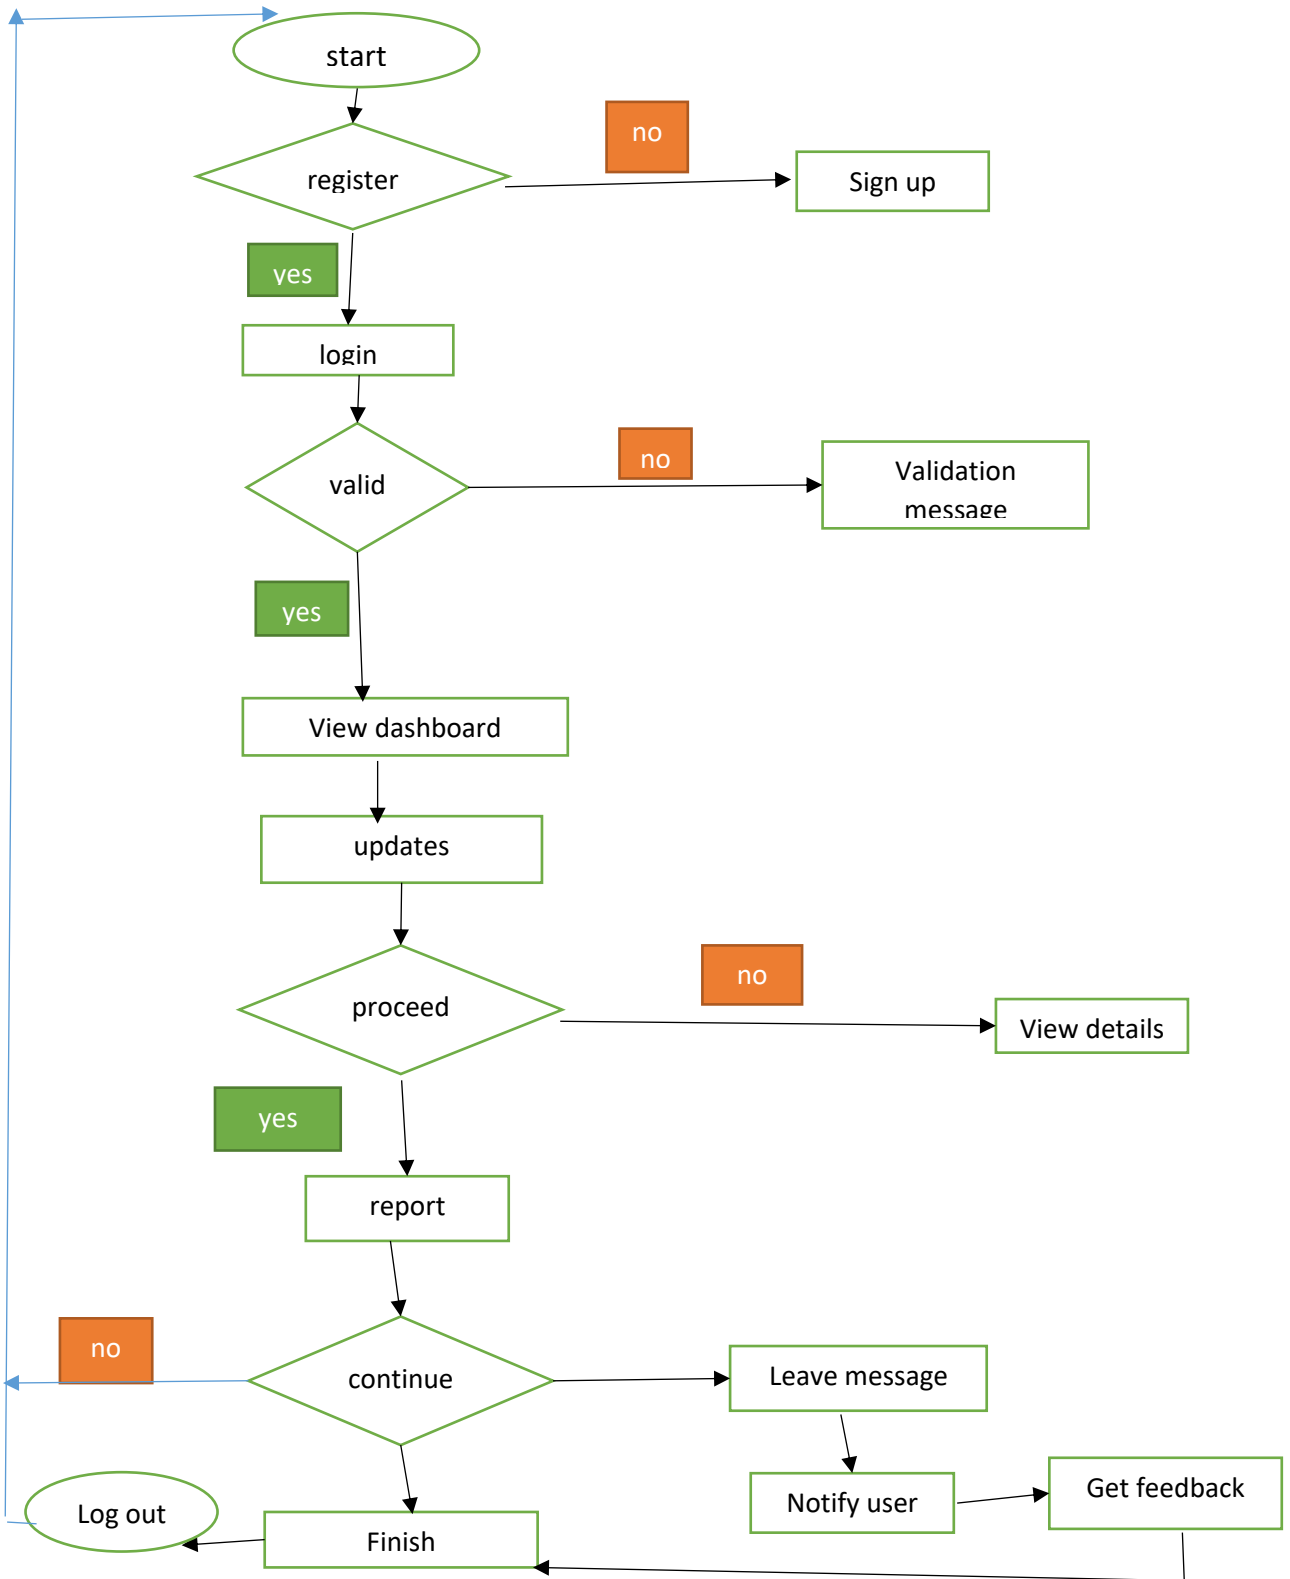 start
no
register
Sign up
yes
login
valid
no
Validation
message
yes
View dashboard
updates
proceed
no
View details
yes
report
no
continue
Leave message
Log out
Finish
Notify user
Get feedback